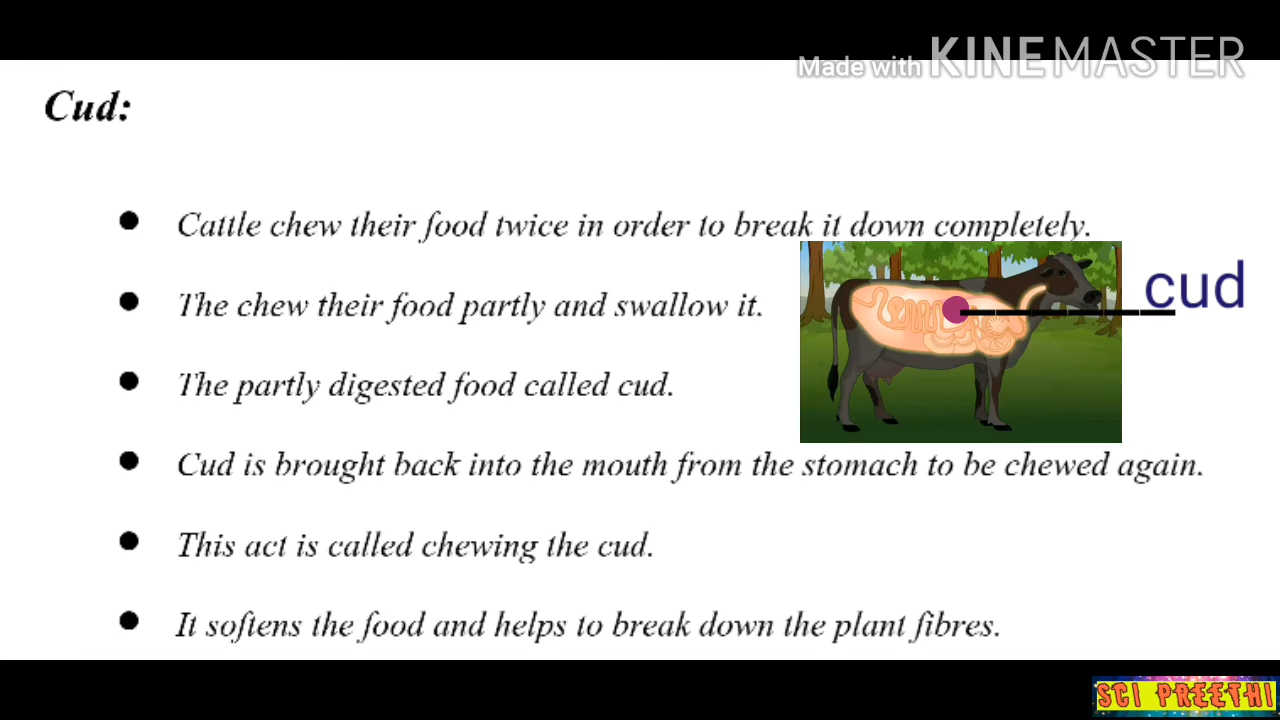 Made with KINEMASTER
Cud:
● Cattle chew their food twice in order to break it down completely.
● The chew their food partly and swallow it.
cud
● The partly digested food called cud.
● Cud is brought back into the mouth from the stomach to be chewed again.
● This act is called chewing the cud.
● It softens the food and helps to break down the plant fibres.
SCI PREETHI